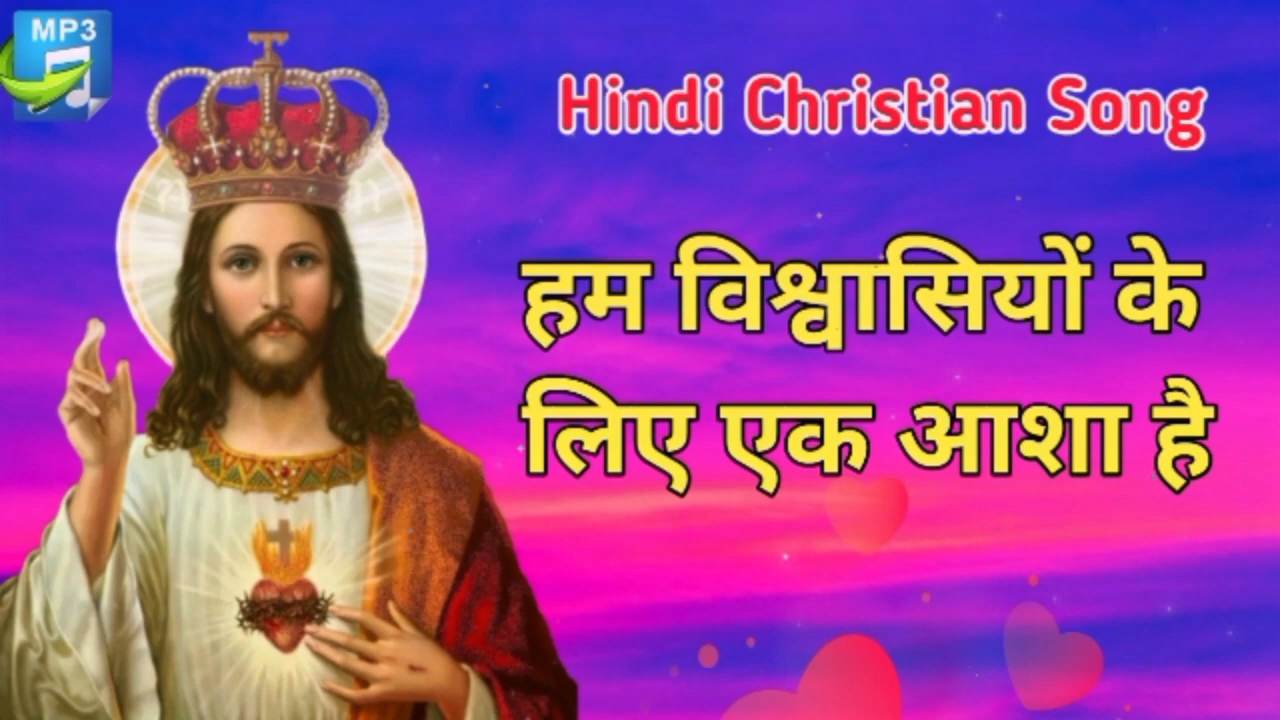 MP3
Hindi Christian Song
हम विश्वासियों के
लिए एक आशा है